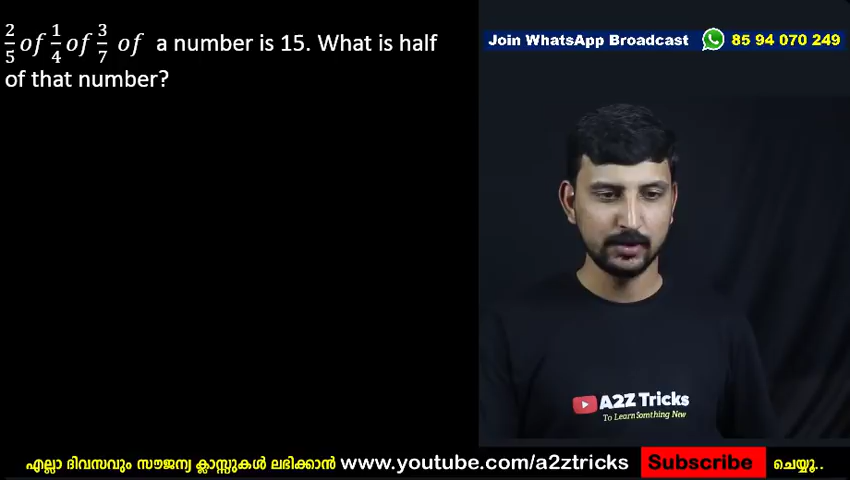 2/5 of 1/4 of 3/7 of a number is 15. What is half
of that number?
Join WhatsApp Broadcast 85 94 070 249
A2Z Tricks
To Learn Somthing New
എല്ലാ ദിവസവും സൗജന്യ ക്ലാസ്സുകൾ ലഭിക്കാൻ www.youtube.com/a2ztricks Subscribe ചെയ്യൂ..